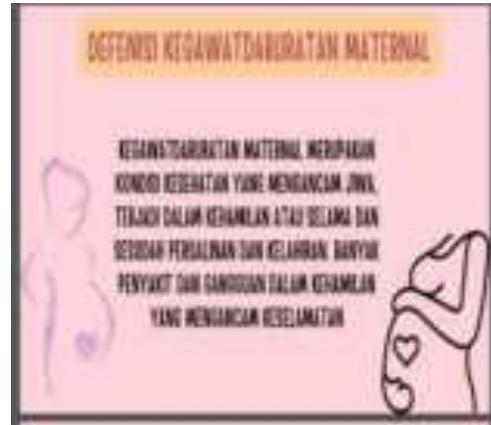 DEFENISI KEGAWATDARURATAN MATERNAL
KEGAWATDARURATAN MATERNAL MERUPAKAN
KONDISI KESEHATAN YANG MENGANCAM JIWA,
TERJADI DALAM KEHAMILAN ATAU SELAMA DAN
SESUDAH PERSALINAN DAN KELAHIRAN. BANYAK
PENYAKIT DAN GANGGUAN DALAM KEHAMILAN
YANG MENGANCAM KESELAMATAN